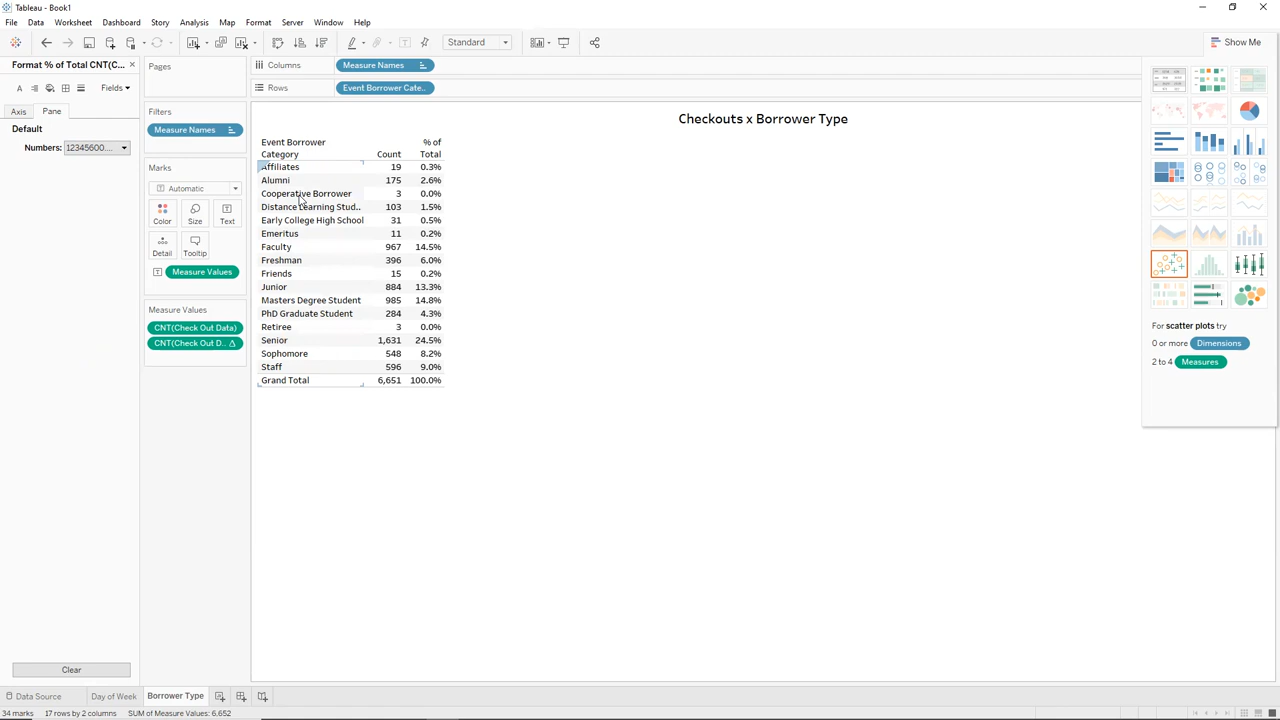 Tableau - Book1
File Data Worksheet Dashboard Story Analysis Map Format Server Window Help
Standard
Show Me
Format % of Total CNT(C...
Fields
Axis Pane
Default
Numbers: 12345600....
Clear
Pages
Filters
Measure Names
Marks
Automatic
Color Size Text
Detail Tooltip
Measure Values
Measure Values
CNT(Check Out Data)
CNT(Check Out D..
Columns Measure Names
Rows Event Borrower Cate..
Checkouts x Borrower Type
Event Borrower % of
Category Count Total
Affiliates 19 0.3%
Alumni 175 2.6%
Cooperative Borrower 3 0.0%
Distance Learning Stud.. 103 1.5%
Early College High School 31 0.5%
Emeritus 11 0.2%
Faculty 967 14.5%
Freshman 396 6.0%
Friends 15 0.2%
Junior 884 13.3%
Masters Degree Student 985 14.8%
PhD Graduate Student 284 4.3%
Retiree 3 0.0%
Senior 1,631 24.5%
Sophomore 548 8.2%
Staff 596 9.0%
Grand Total 6,651 100.0%
For scatter plots try
0 or more Dimensions
2 to 4 Measures
Data Source Day of Week Borrower Type
34 marks 17 rows by 2 columns SUM of Measure Values: 6,652